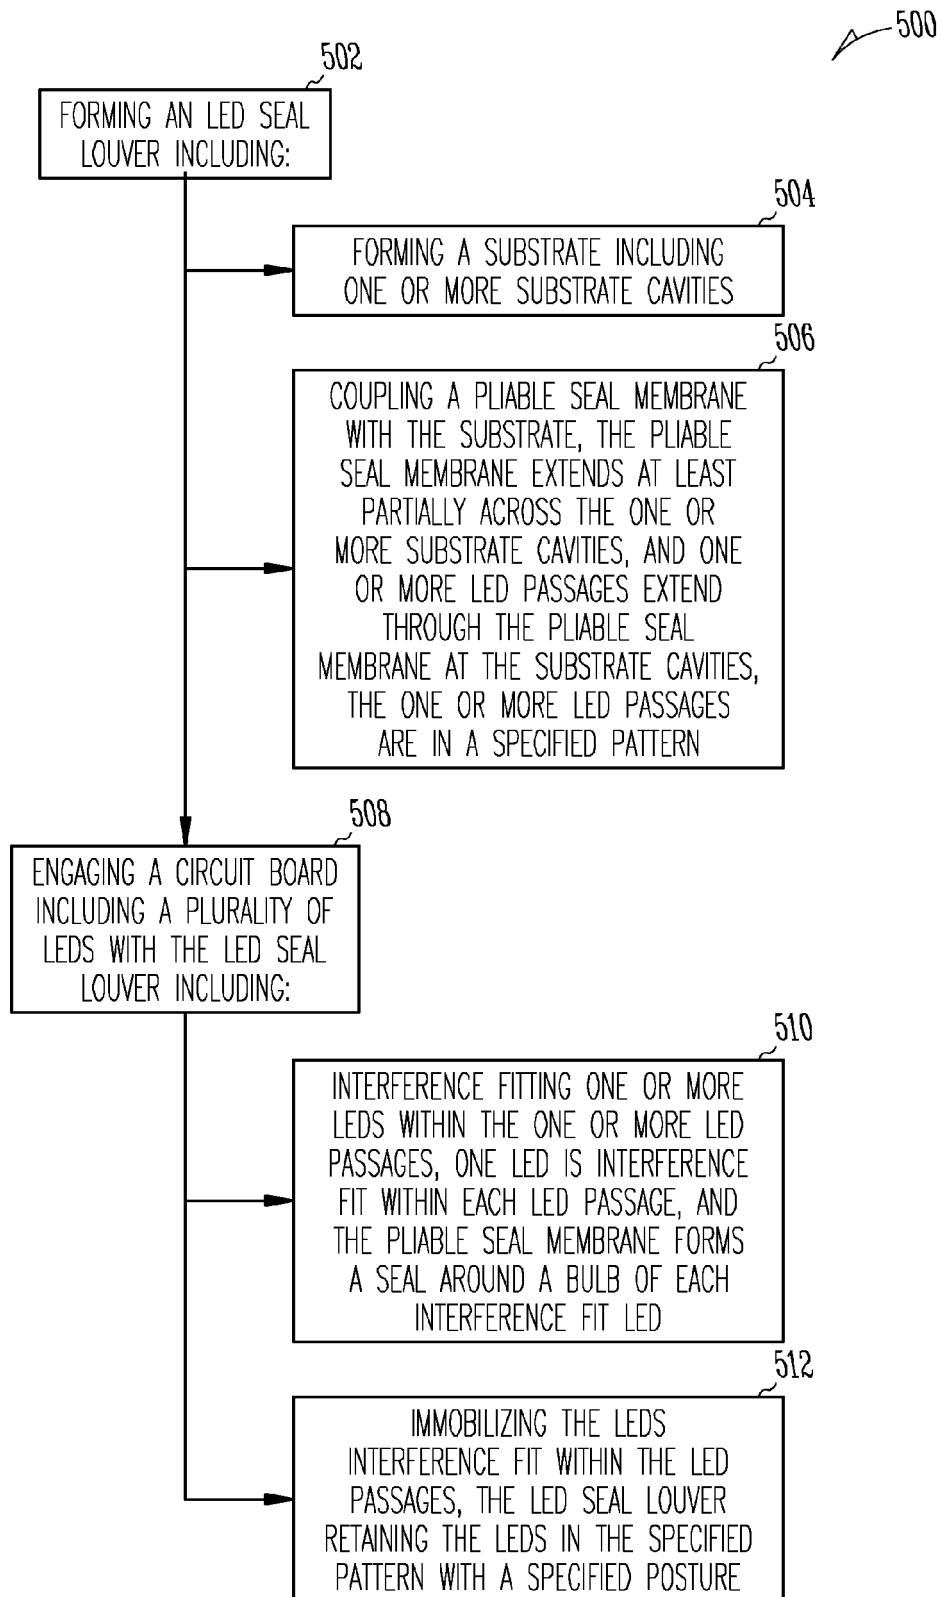 500
502
FORMING AN LED SEAL
LOUVER INCLUDING:
504
FORMING A SUBSTRATE INCLUDING
ONE OR MORE SUBSTRATE CAVITIES
506
COUPLING A PLIABLE SEAL MEMBRANE
WITH THE SUBSTRATE, THE PLIABLE
SEAL MEMBRANE EXTENDS AT LEAST
PARTIALLY ACROSS THE ONE OR
MORE SUBSTRATE CAVITIES, AND ONE
OR MORE LED PASSAGES EXTEND
THROUGH THE PLIABLE SEAL
MEMBRANE AT THE SUBSTRATE CAVITIES,
THE ONE OR MORE LED PASSAGES
ARE IN A SPECIFIED PATTERN
508
ENGAGING A CIRCUIT BOARD
INCLUDING A PLURALITY OF
LEDS WITH THE LED SEAL
LOUVER INCLUDING:
510
INTERFERENCE FITTING ONE OR MORE
LEDS WITHIN THE ONE OR MORE LED
PASSAGES, ONE LED IS INTERFERENCE
FIT WITHIN EACH LED PASSAGE, AND
THE PLIABLE SEAL MEMBRANE FORMS
A SEAL AROUND A BULB OF EACH
INTERFERENCE FIT LED
512
IMMOBILIZING THE LEDS
INTERFERENCE FIT WITHIN THE LED
PASSAGES, THE LED SEAL LOUVER
RETAINING THE LEDS IN THE SPECIFIED
PATTERN WITH A SPECIFIED POSTURE